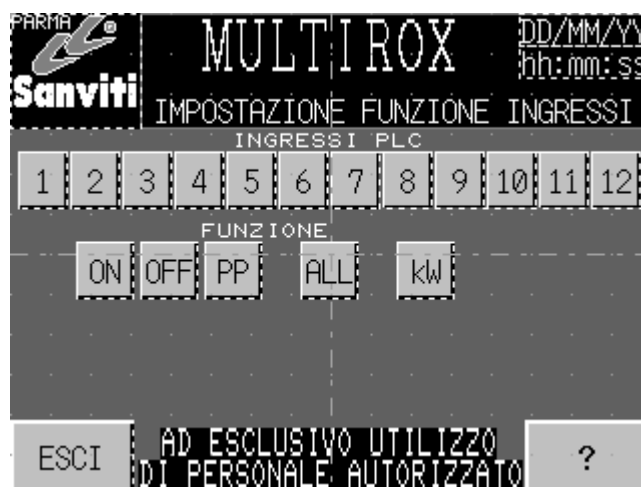 PARMA
Sanviti
MULTIROX
DD/MM/YY
hh:mm:ss
IMPOSTAZIONE FUNZIONE INGRESSI
INGRESSI PLC
1 2 3 4 5 6 7 8 9 10 11 12
FUNZIONE
ON OFF PP ALL kW
ESCI
AD ESCLUSIVO UTILIZZO
DI PERSONALE AUTORIZZATO
?